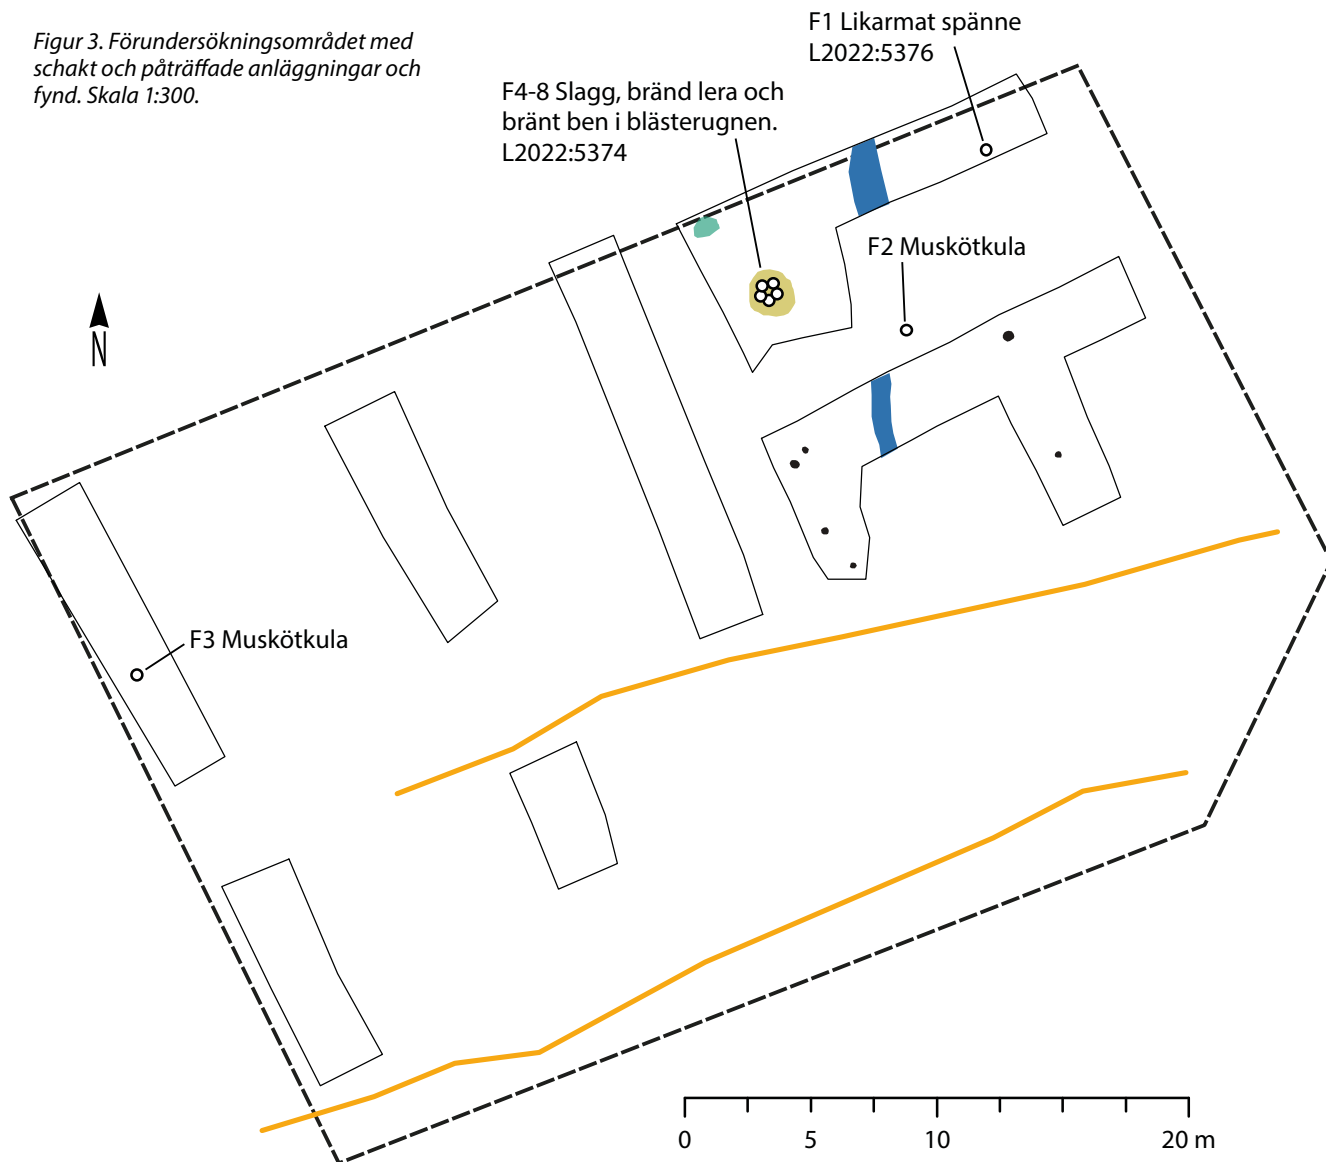 Figur 3. Förundersökningsområdet med
schakt och påträffade anläggningar och
fynd. Skala 1:300.
F1 Likarmat spänne
L2022:5376
F4-8 Slagg, bränd lera och
bränt ben i blästerugnen.
L2022:5374
F2 Muskötkula
N
F3 Muskötkula
0 5 10 20 m